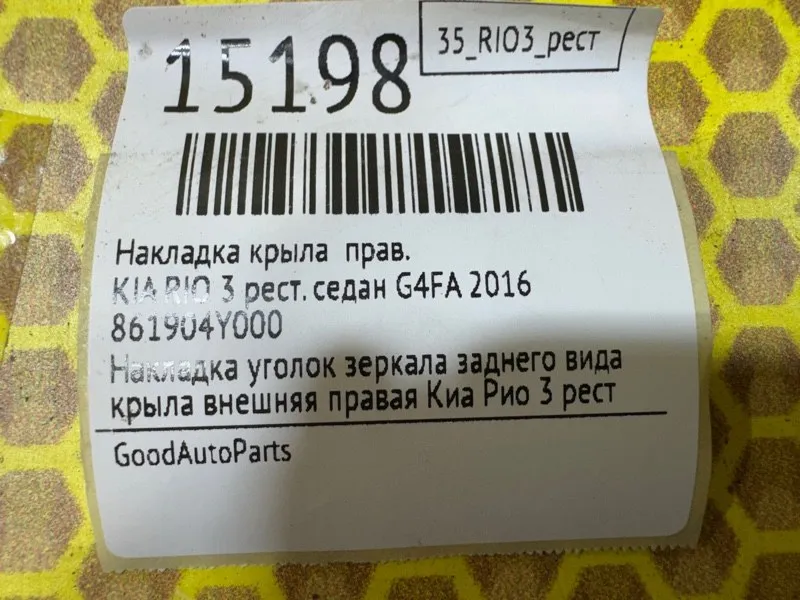 15198
35_RIO3_рест
Накладка крыла прав.
KIA RIO 3 рест. седан G4FA 2016
861904Y000
Накладка уголок зеркала заднего вида
крыла внешняя правая Киа Рио 3 рест
GoodAutoParts